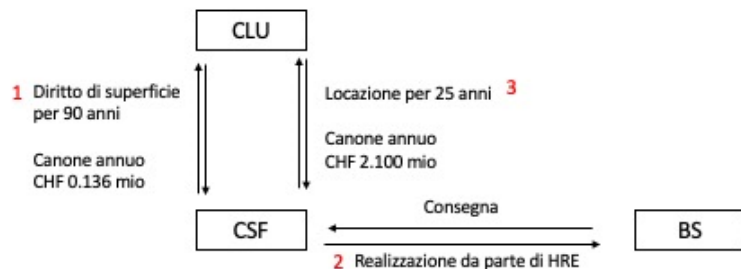 CLU
1 Diritto di superficie
per 90 anni
Canone annuo
CHF 0.136 mio
Locazione per 25 anni 3
Canone annuo
CHF 2.100 mio
Consegna
CSF
BS
2 Realizzazione da parte di HRE